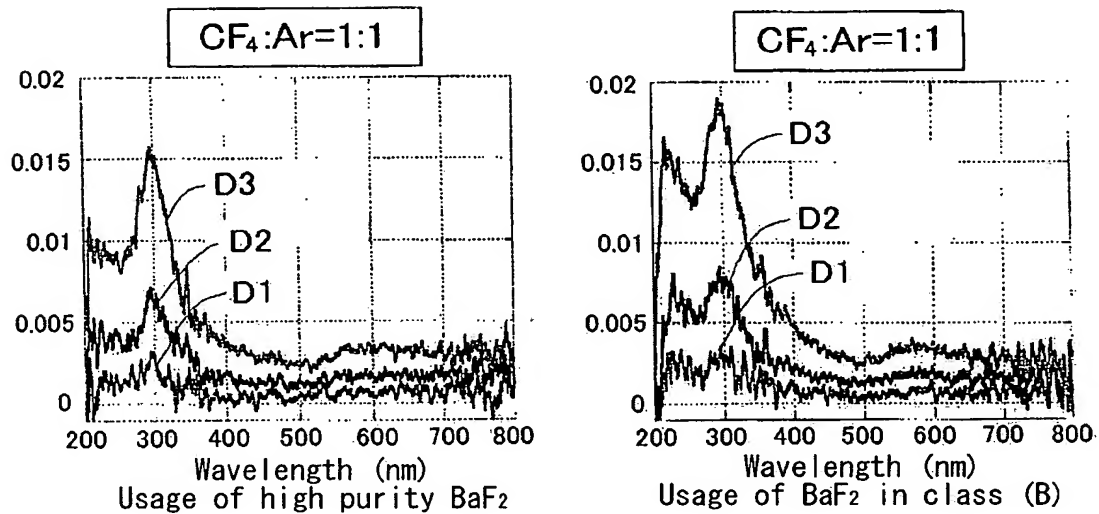 CF₄:Ar=1:1
0.02
0.015
0.01
0.005
0
D3
D2
D1
200 300 400 500 600 700 800
Wavelength (nm)
Usage of high purity BaF₂
CF₄:Ar=1:1
0.02
0.015
0.01
0.005
0
D3
D2
D1
200 300 400 500 600 700 800
Wavelength (nm)
Usage of BaF₂ in class (B)